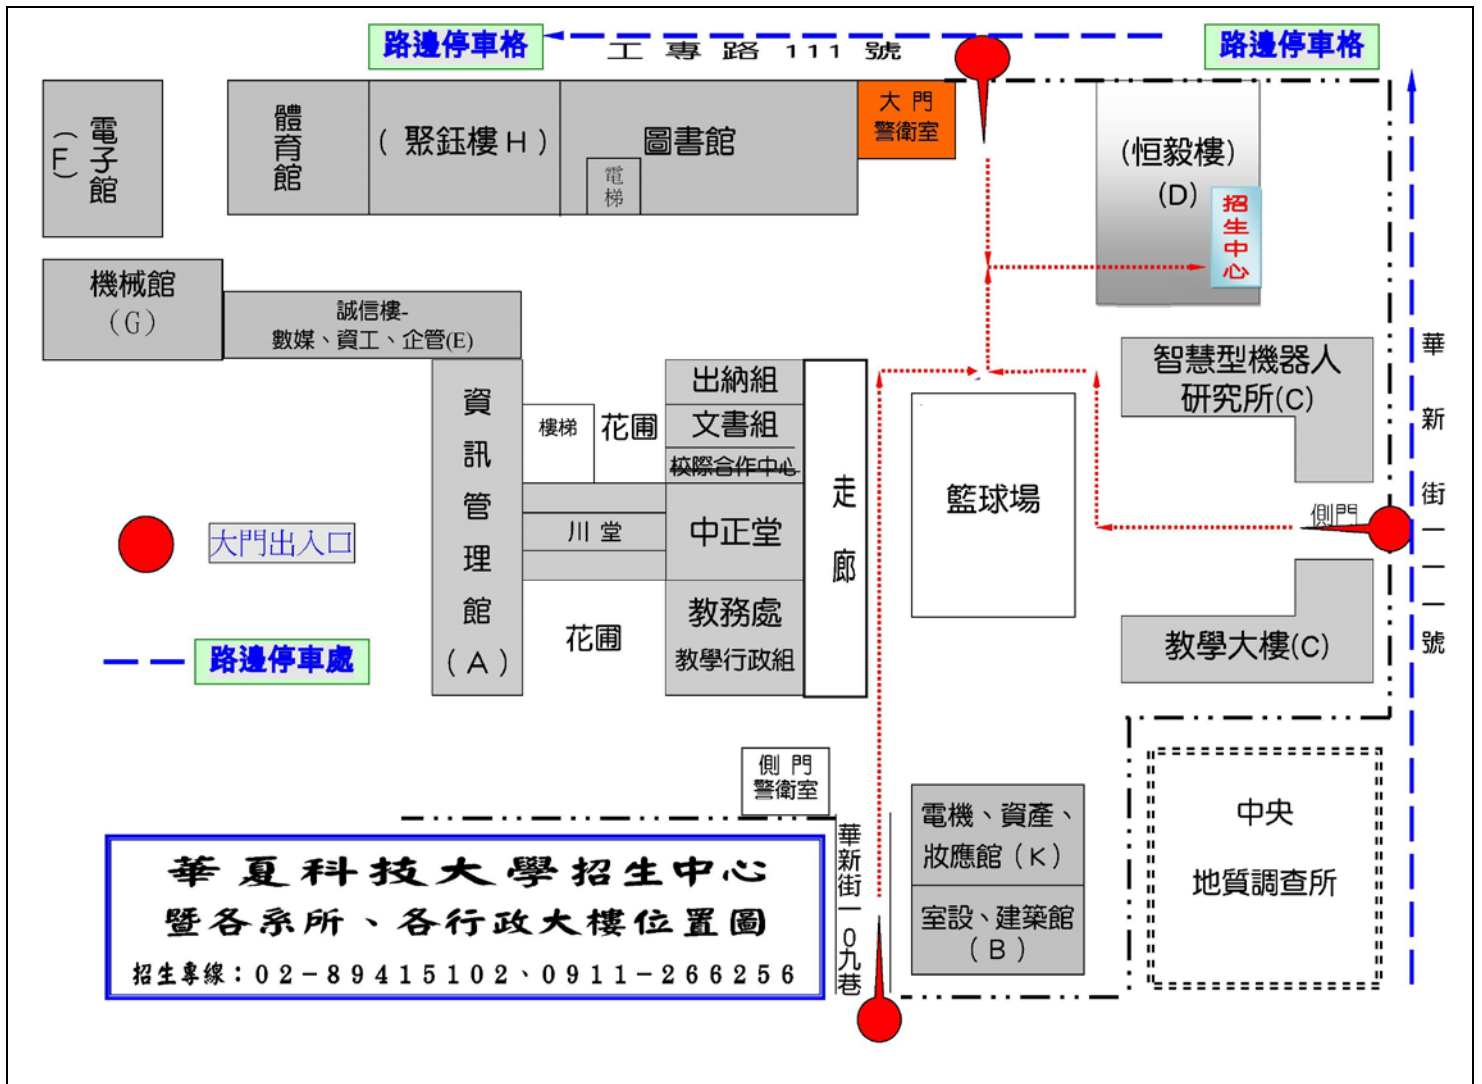 路邊停車格
工專路111號
路邊停車格
電子館
(F)
體育館
(聚鈺樓H)
圖書館
電梯
大門
警衛室
(恒毅樓)
(D)
招生中心
機械館
(G)
誠信樓-
數媒、資工、企管(E)
資訊管理館
(A)
樓梯
花圃
出納組
文書組
校際合作中心
川堂
中正堂
花圃
教務處
教學行政組
走廊
籃球場
智慧型機器人
研究所(C)
側門
教學大樓(C)
華新街一一一號
大門出入口
路邊停車處
側門
警衛室
華新街一0九巷
電機、資產、
妝應館(K)
室設、建築館
(B)
中央
地質調查所
華夏科技大學招生中心
暨各系所、各行政大樓位置圖
招生專線：02-89415102、0911-266256